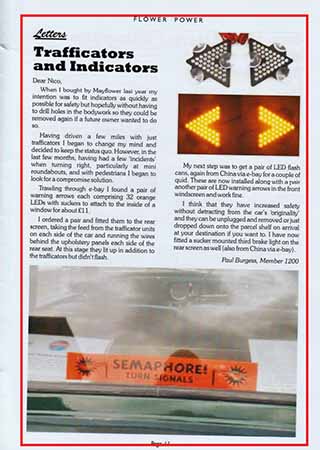 FLOWER POWER
Letters
Trafficators
and Indicators
Dear Nico,
When I bought by Mayflower last year my
intention was to fit indicators as quickly as
possible for safety but hopefully without having
to drill holes in the bodywork so they could be
removed again if a future owner wanted to do
so.
Having driven a few miles with just
trafficators I began to change my mind and
decided to keep the status quo. However, in the
last few months, having had a few 'incidents'
when turning right, particularly at mini
roundabouts, and with pedestrians I began to
look for a compromise solution.
Trawling through e-bay I found a pair of
warning arrows each comprising 32 orange
LEDs with suckers to attach to the inside of a
window for about £11.
I ordered a pair and fitted them to the rear
screen, taking the feed from the trafficator units
on each side of the car and running the wires
behind the upholstery panels each side of the
rear seat. At this stage they lit up in addition to
the trafficators but didn't flash.
My next step was to get a pair of LED flash
cans, again from China via e-bay for a couple of
quid. These are now installed along with a
another pair of LED warning arrows in the front
windscreen and work fine.
I think that they have increased safety
without detracting from the car's 'originality'
and they can be unplugged and removed or just
dropped down onto the parcel shelf on arrival
at your destination if you want to. I have now
fitted a sucker mounted third brake light on the
rear screen as well (also from China via e-bay).
Paul Burgess, Member 1200
SEMAPHORE!
TURN SIGNALS